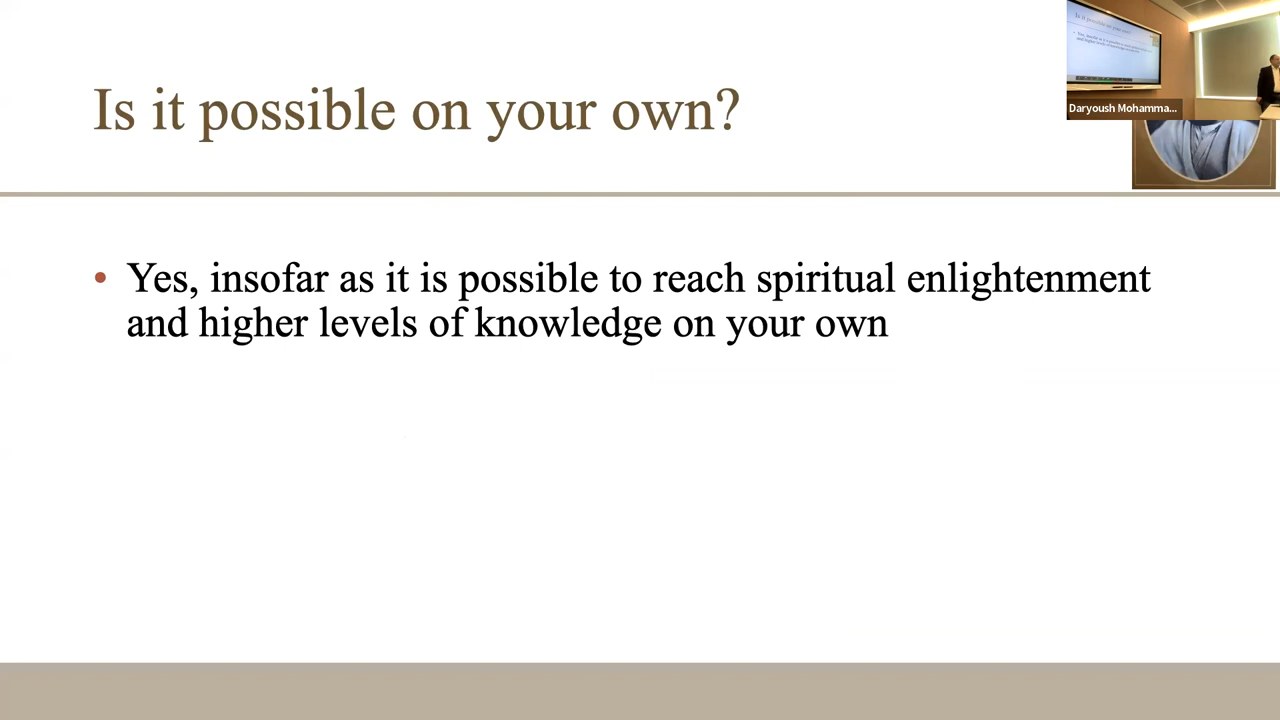 Is it possible on your own?
Daryoush Mohamma...
• Yes, insofar as it is possible to reach spiritual enlightenment
and higher levels of knowledge on your own